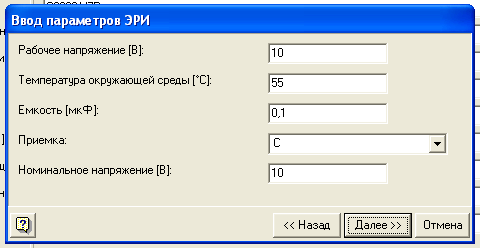 Ввод параметров ЭРИ
Рабочее напряжение [В]: 10
Температура окружающей среды [°C]: 55
Емкость [мкФ]: 0,1
Приемка: С
Номинальное напряжение [В]: 10
<< Назад Далее >> Отмена